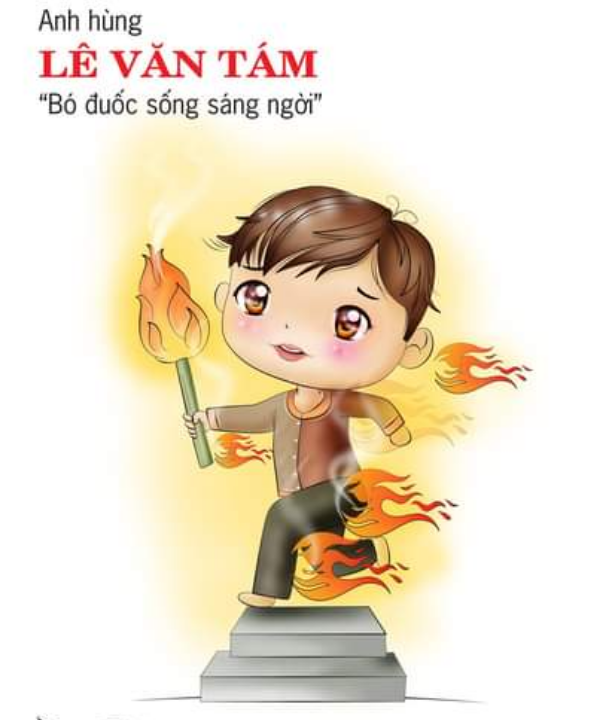 Anh hùng
LÊ VĂN TÁM
“Bó đuốc sống sáng ngời”